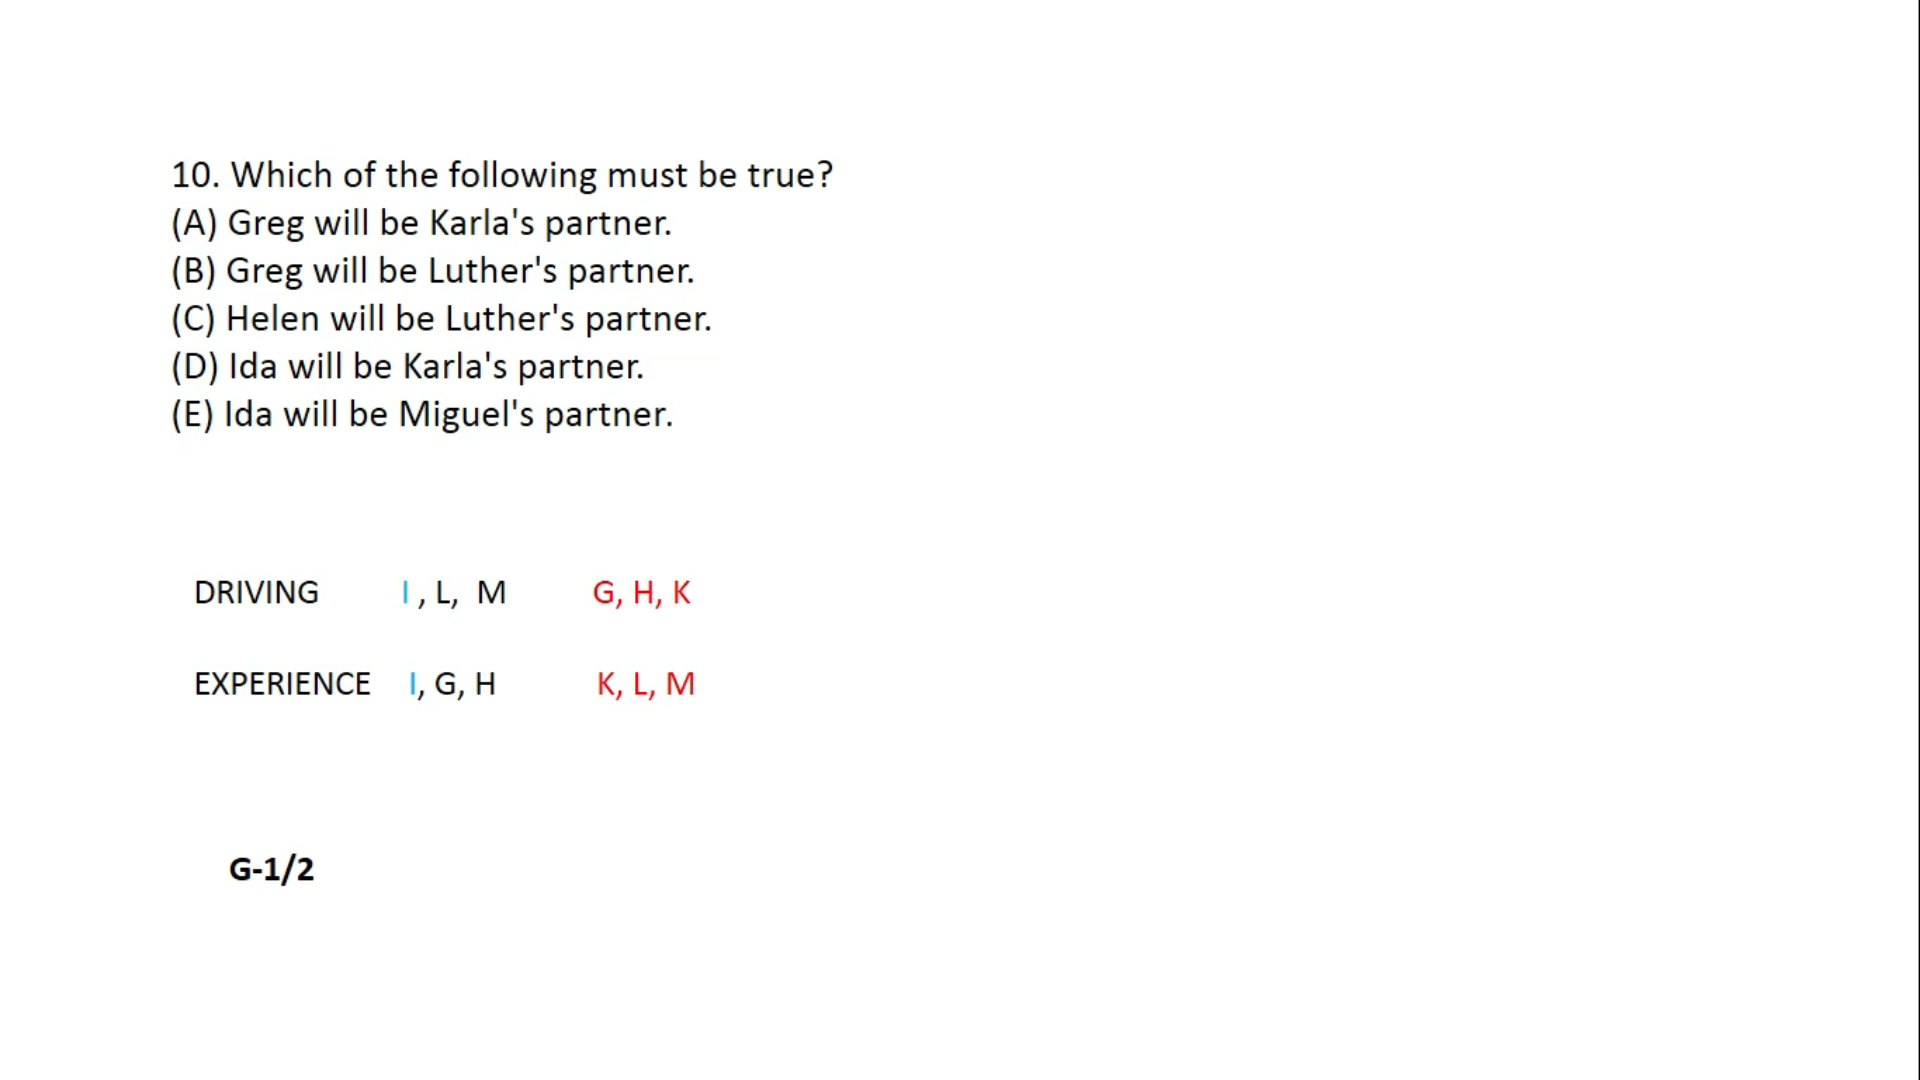 10. Which of the following must be true?
(A) Greg will be Karla's partner.
(B) Greg will be Luther's partner.
(C) Helen will be Luther's partner.
(D) Ida will be Karla's partner.
(E) Ida will be Miguel's partner.
DRIVING I , L, M G, H, K
EXPERIENCE I, G, H K, L, M
G-1/2